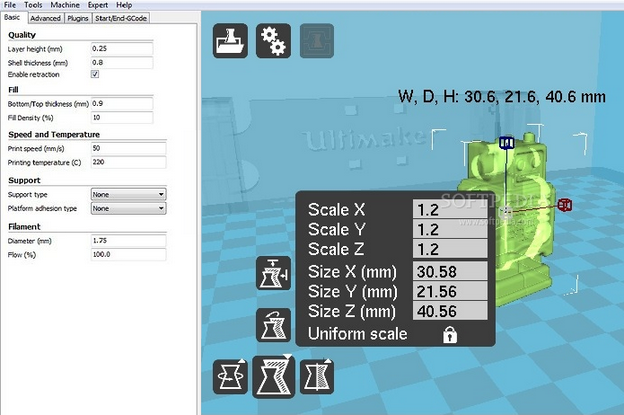 File Tools Machine Expert Help
Basic Advanced Plugins Start/End-GCode
Quality
Layer height (mm) 0.25
Shell thickness (mm) 0.8
Enable retraction
Fill
Bottom/Top thickness (mm) 0.9
Fill Density (%) 10
Speed and Temperature
Print speed (mm/s) 50
Printing temperature (C) 220
Support
Support type None
Platform adhesion type None
Filament
Diameter (mm) 1.75
Flow (%) 100.0
W, D, H: 30.6, 21.6, 40.6 mm
Ultimake
SOFTPEDIA
www.softpedia.com
Scale X 1.2
Scale Y 1.2
Scale Z 1.2
Size X (mm) 30.58
Size Y (mm) 21.56
Size Z (mm) 40.56
Uniform scale